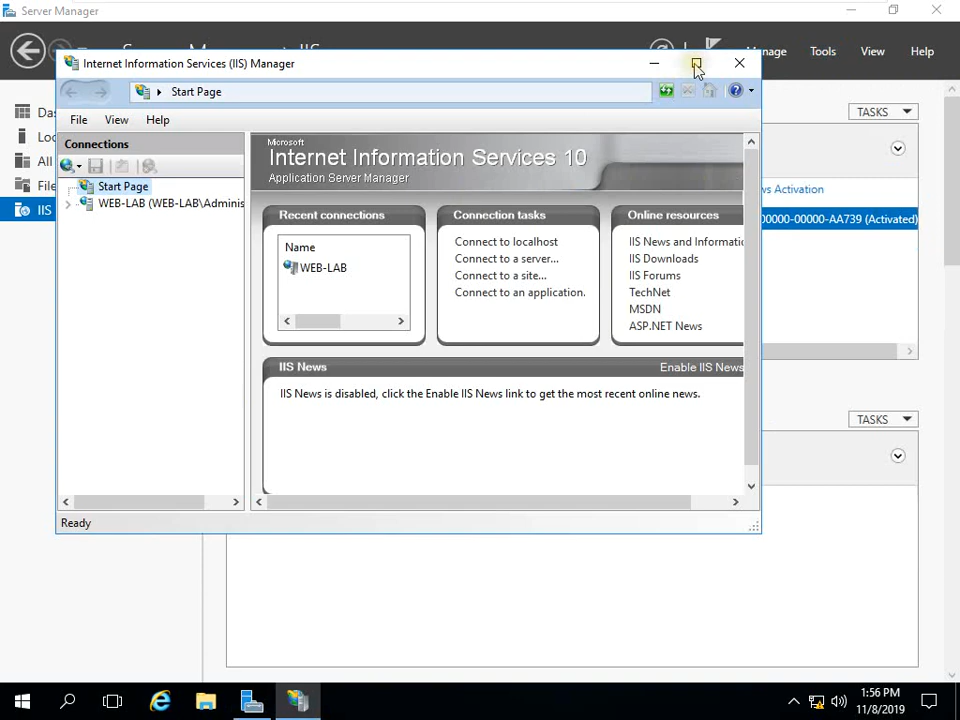 Server Manager
Manage
Tools
View
Help
Internet Information Services (IIS) Manager
Start Page
File
View
Help
Connections
Start Page
WEB-LAB (WEB-LAB\Adminis
Microsoft
Internet Information Services 10
Application Server Manager
Recent connections
Name
WEB-LAB
Connection tasks
Connect to localhost
Connect to a server...
Connect to a site...
Connect to an application.
Online resources
IIS News and Informatic
IIS Downloads
IIS Forums
TechNet
MSDN
ASP.NET News
IIS News
Enable IIS News
IIS News is disabled, click the Enable IIS News link to get the most recent online news.
Ready
Da
Loc
All
File
IIS
TASKS
ws Activation
00000-00000-AA739 (Activated)
TASKS
1:56 PM
11/8/2019